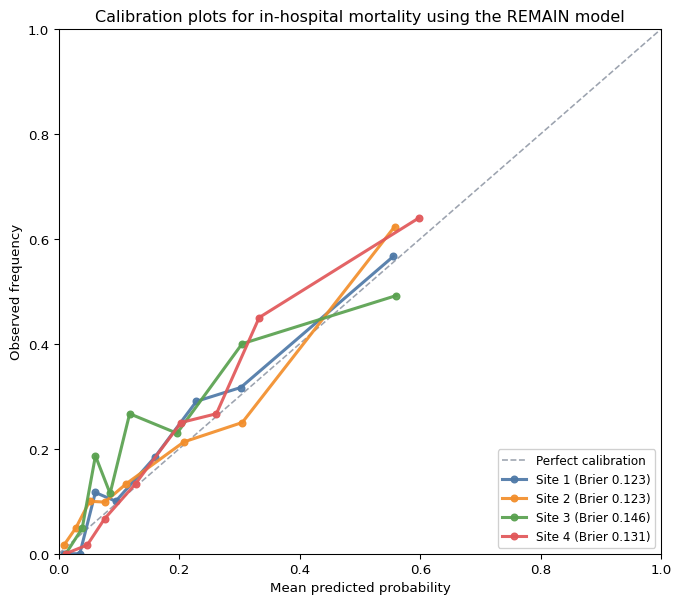 Calibration plots for in-hospital mortality using the REMAIN model
1.0
0.8
0.6
0.4
0.2
0.0
Observed frequency
0.0
0.2
0.4
0.6
0.8
1.0
Mean predicted probability
Perfect calibration
Site 1 (Brier 0.123)
Site 2 (Brier 0.123)
Site 3 (Brier 0.146)
Site 4 (Brier 0.131)